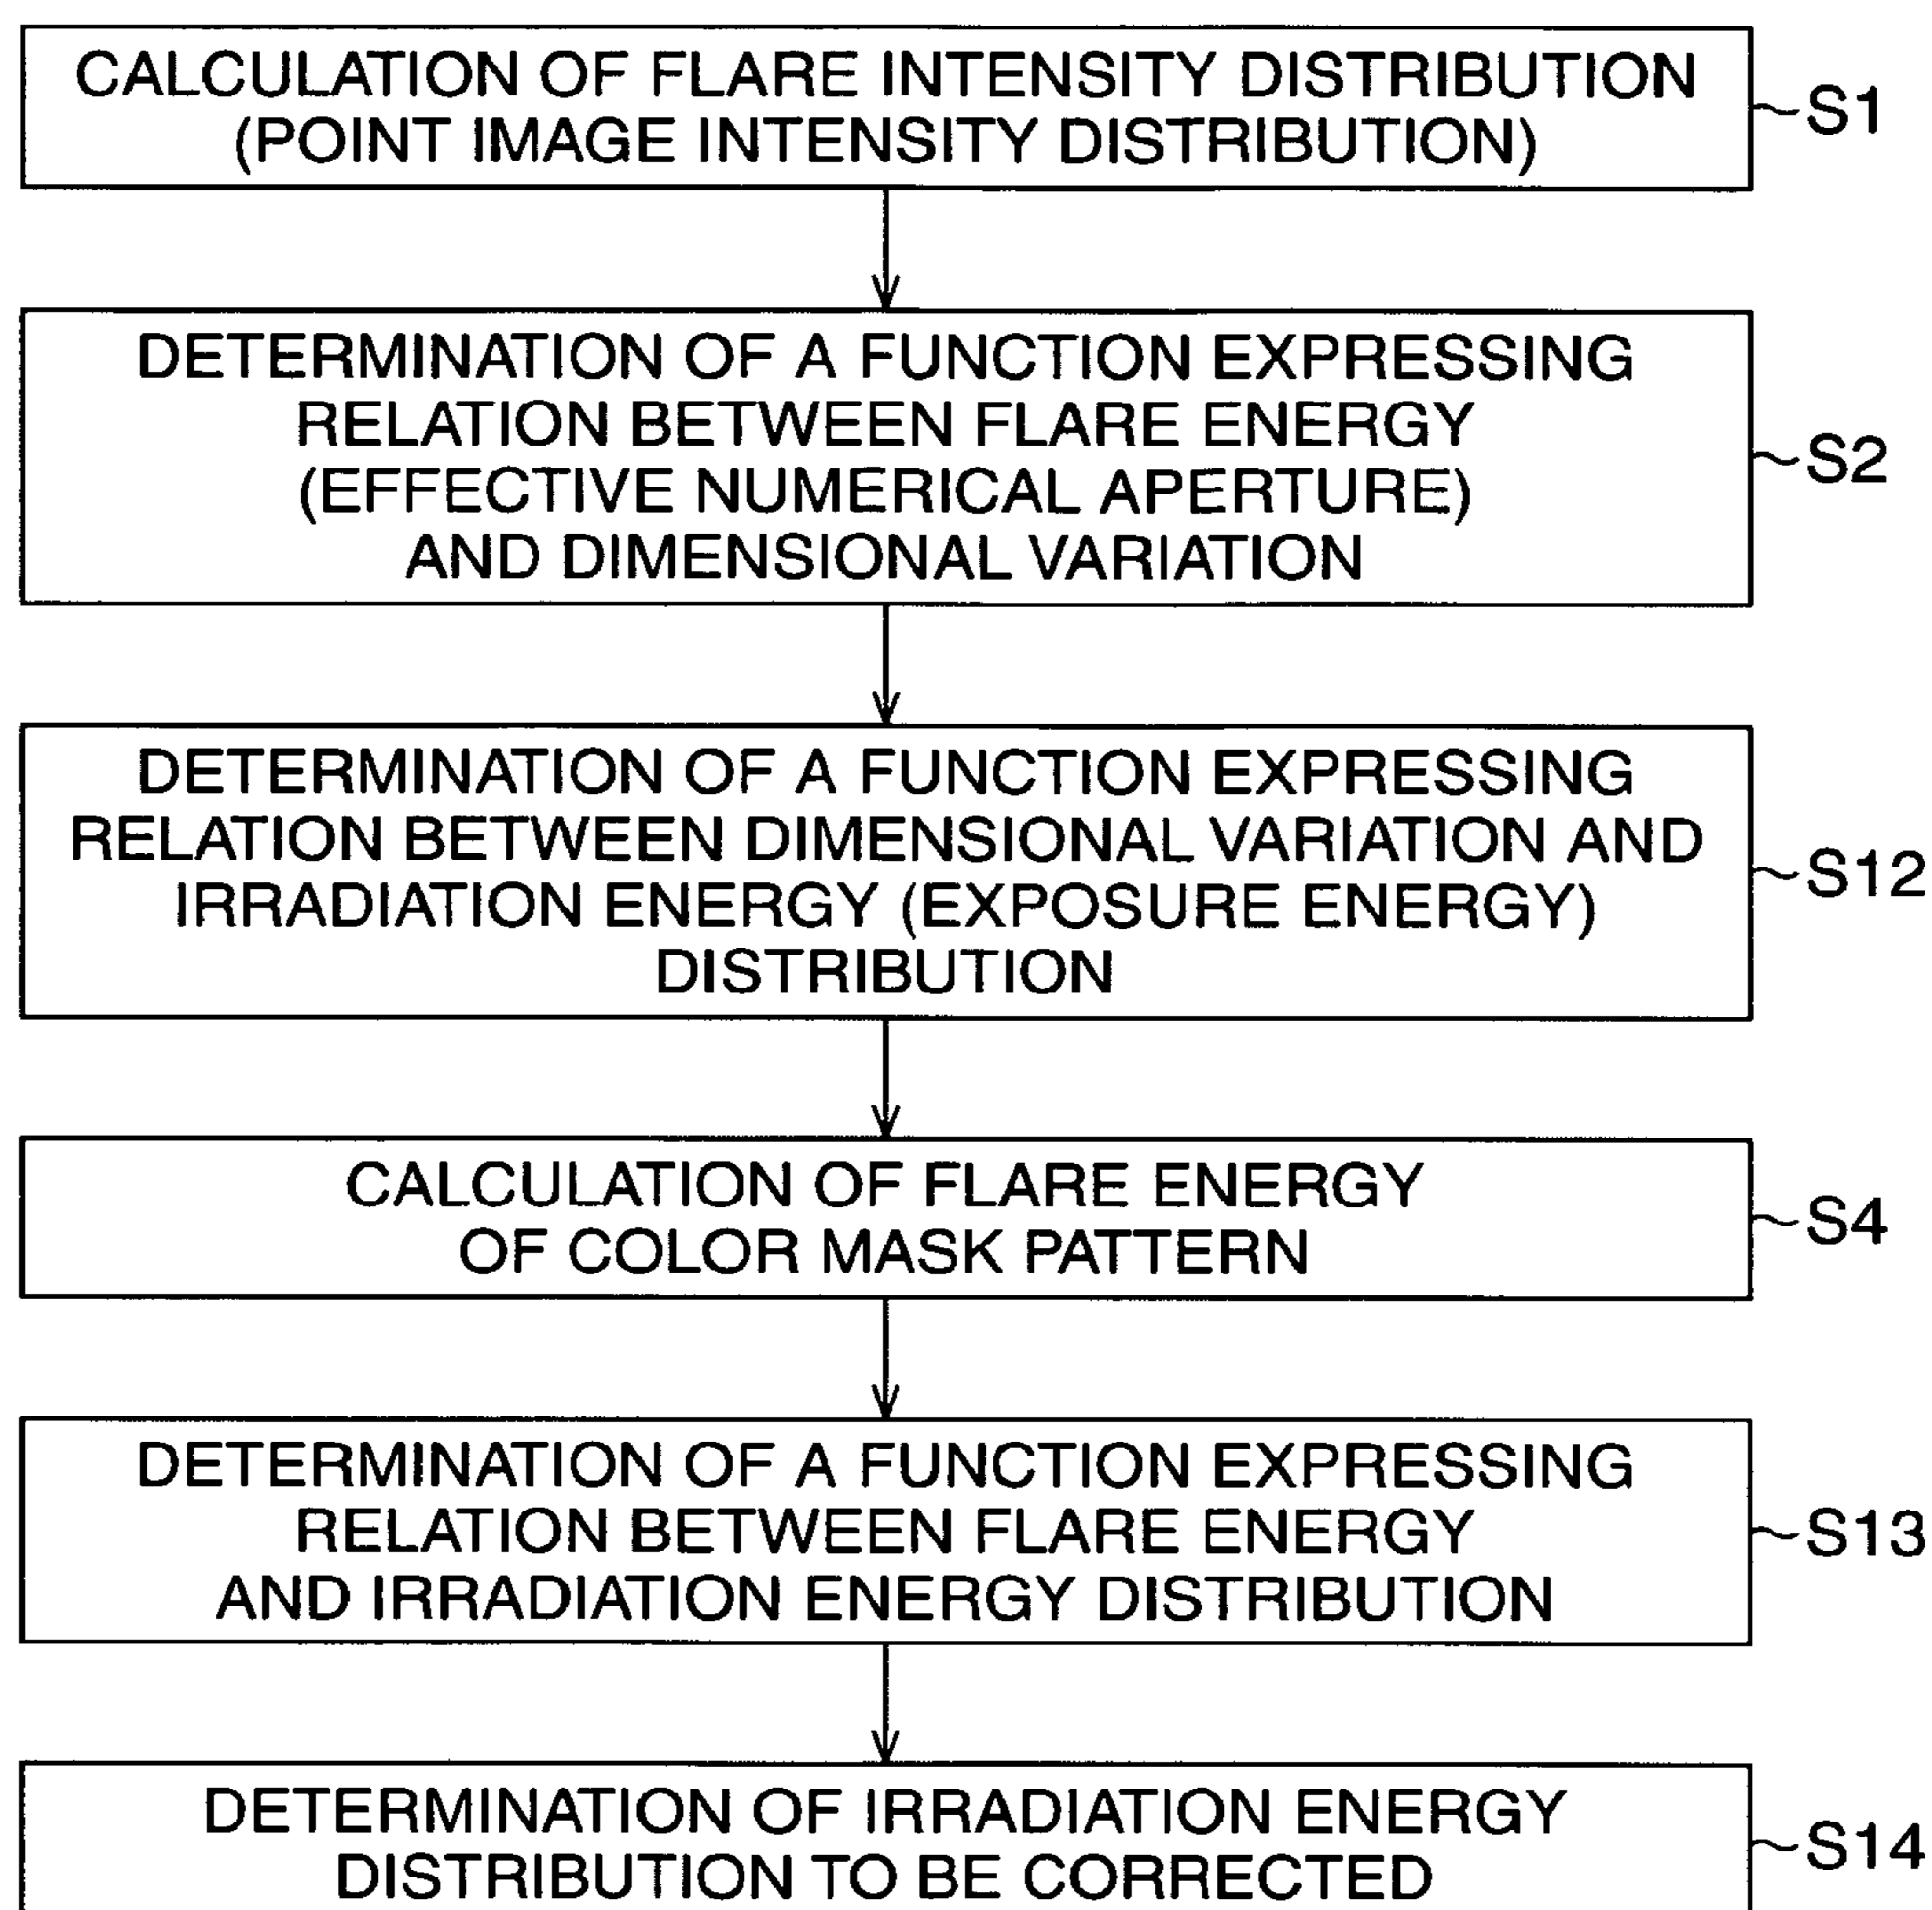 CALCULATION OF FLARE INTENSITY DISTRIBUTION
(POINT IMAGE INTENSITY DISTRIBUTION)
S1
DETERMINATION OF A FUNCTION EXPRESSING
RELATION BETWEEN FLARE ENERGY
(EFFECTIVE NUMERICAL APERTURE)
AND DIMENSIONAL VARIATION
S2
DETERMINATION OF A FUNCTION EXPRESSING
RELATION BETWEEN DIMENSIONAL VARIATION AND
IRRADIATION ENERGY (EXPOSURE ENERGY)
DISTRIBUTION
S12
CALCULATION OF FLARE ENERGY
OF COLOR MASK PATTERN
S4
DETERMINATION OF A FUNCTION EXPRESSING
RELATION BETWEEN FLARE ENERGY
AND IRRADIATION ENERGY DISTRIBUTION
S13
DETERMINATION OF IRRADIATION ENERGY
DISTRIBUTION TO BE CORRECTED
S14